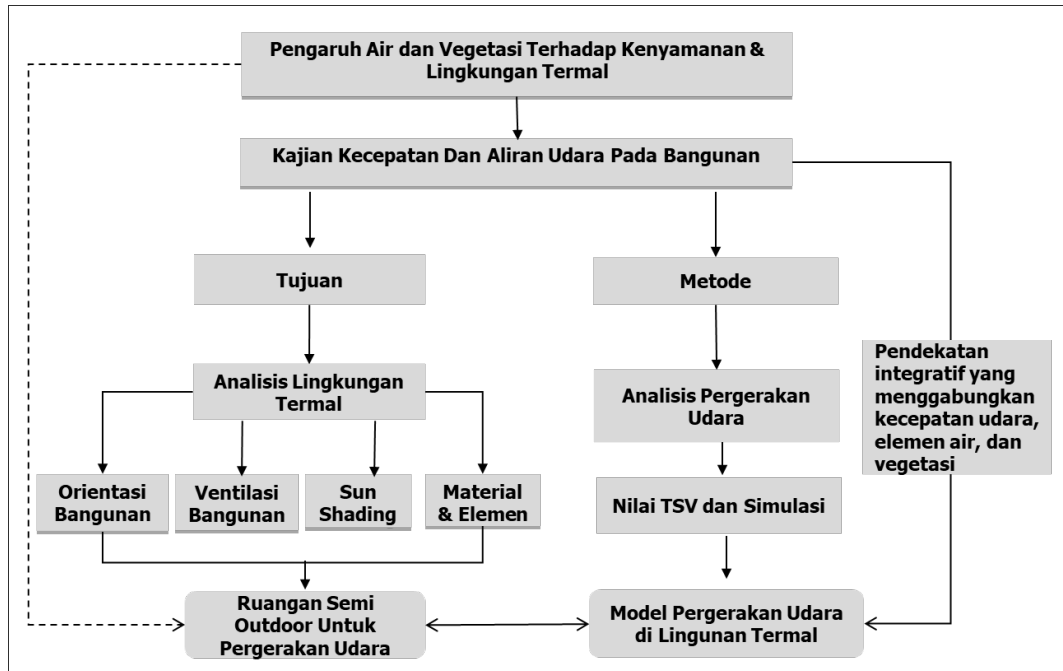 Pengaruh Air dan Vegetasi Terhadap Kenyamanan &
Lingkungan Termal
Kajian Kecepatan Dan Aliran Udara Pada Bangunan
Tujuan
Metode
Analisis Lingkungan
Termal
Analisis Pergerakan
Udara
Pendekatan
integratif yang
menggabungkan
kecepatan udara,
elemen air, dan
vegetasi
Orientasi
Bangunan
Ventilasi
Bangunan
Sun
Shading
Material
& Elemen
Nilai TSV dan Simulasi
Ruangan Semi
Outdoor Untuk
Pergerakan Udara
Model Pergerakan Udara
di Lingunan Termal